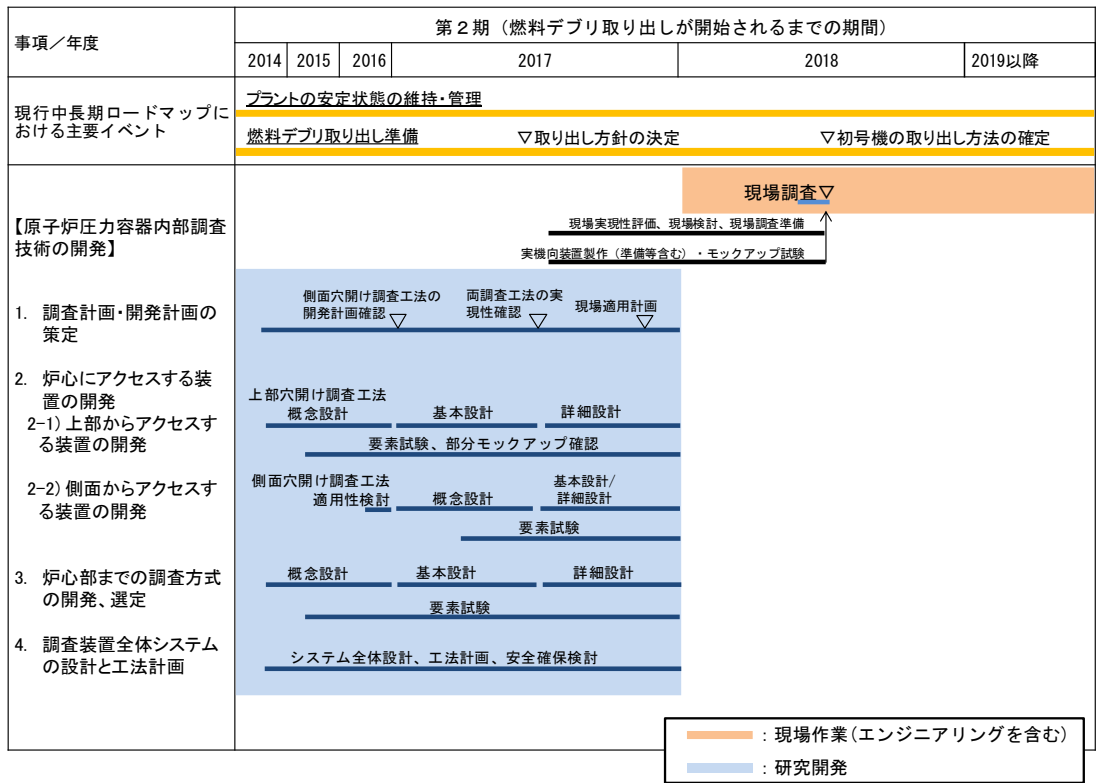 事項／年度
第２期（燃料デブリ取り出しが開始されるまでの期間）
2014
2015
2016
2017
2018
2019以降
現行中長期ロードマップに
おける主要イベント
プラントの安定状態の維持・管理
燃料デブリ取り出し準備
▽取り出し方針の決定
▽初号機の取り出し方法の確定
【原子炉圧力容器内部調査
技術の開発】
現場調査▽
現場実現性評価、現場検討、現場調査準備
実機向装置製作（準備等含む）・モックアップ試験
1. 調査計画・開発計画の
策定
側面穴開け調査工法の
開発計画確認
両調査工法の実
現性確認
現場適用計画
2. 炉心にアクセスする装
置の開発
2-1) 上部からアクセスす
る装置の開発
上部穴開け調査工法
概念設計
基本設計
詳細設計
要素試験、部分モックアップ確認
2-2) 側面からアクセスす
る装置の開発
側面穴開け調査工法
適用性検討
概念設計
基本設計/
詳細設計
要素試験
3. 炉心部までの調査方式
の開発、選定
概念設計
基本設計
詳細設計
要素試験
4. 調査装置全体システム
の設計と工法計画
システム全体設計、工法計画、安全確保検討
：現場作業（エンジニアリングを含む）
：研究開発